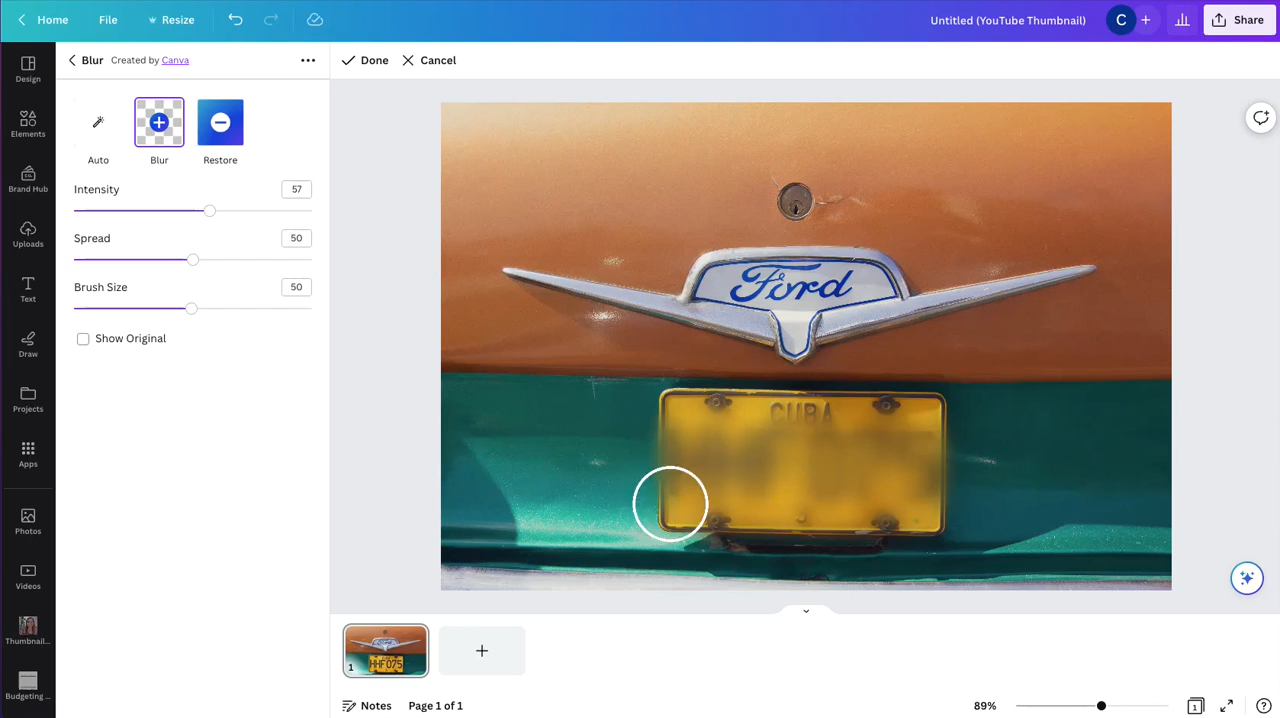 Home
File
Resize
Untitled (YouTube Thumbnail)
C
Share
Design
Elements
Brand Hub
Uploads
Text
Draw
Projects
Apps
Photos
Videos
Thumbnail...
Budgeting ...
Blur Created by Canva
Done
Cancel
Auto
Blur
Restore
Intensity 57
Spread 50
Brush Size 50
Show Original
Ford
CUBA
1
HHF075
Notes
Page 1 of 1
89%
1